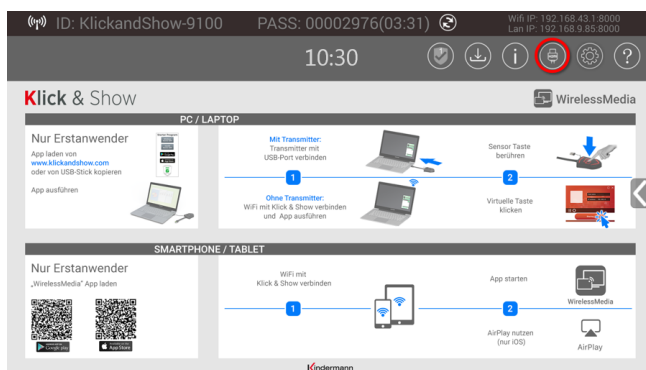 ID: KlickandShow-9100 PASS: 00002976(03:31) Wifi IP: 192.168.43.1:8000
Lan IP: 192.168.9.85:8000
10:30
Klick & Show
WirelessMedia
PC / LAPTOP
Nur Erstanwender
App laden von
www.klickandshow.com
oder von USB-Stick kopieren
App ausführen
Mit Transmitter:
Transmitter mit
USB-Port verbinden
1
Ohne Transmitter:
WiFi mit Klick & Show verbinden
und App ausführen
Sensor Taste
berühren
2
Virtuelle Taste
klicken
SMARTPHONE / TABLET
Nur Erstanwender
„WirelessMedia" App laden
Google play
App Store
WiFi mit
Klick & Show verbinden
1
App starten
2
WirelessMedia
AirPlay nutzen
(nur iOS)
AirPlay
Kindermann